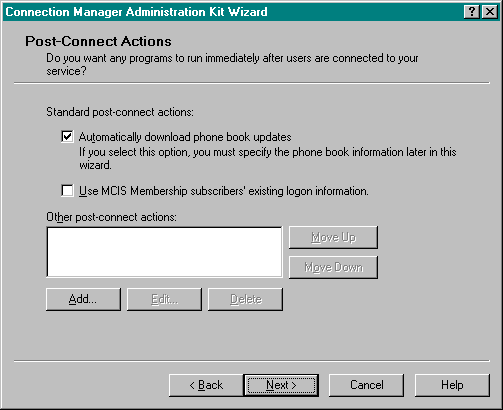 Connection Manager Administration Kit Wizard
Post-Connect Actions
Do you want any programs to run immediately after users are connected to your
service?
Standard post-connect actions:
Automatically download phone book updates
If you select this option, you must specify the phone book information later in this
wizard.
Use MCIS Membership subscribers' existing logon information.
Other post-connect actions:
Move Up
Move Down
Add... Edit... Delete
< Back Next > Cancel Help